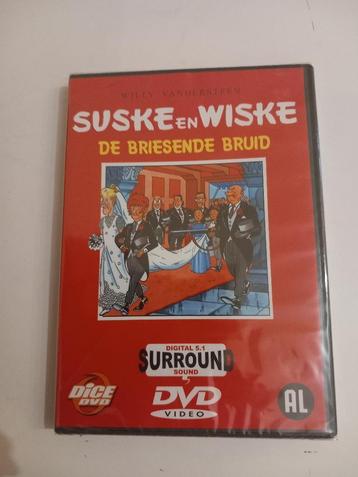 WILLY VANDERSTEEN
SUSKE EN WISKE
DE BRIESENDE BRUID
DIGITAL 5.1
SURROUND
SOUND
DiCE
DVD
DVD
VIDEO
AL